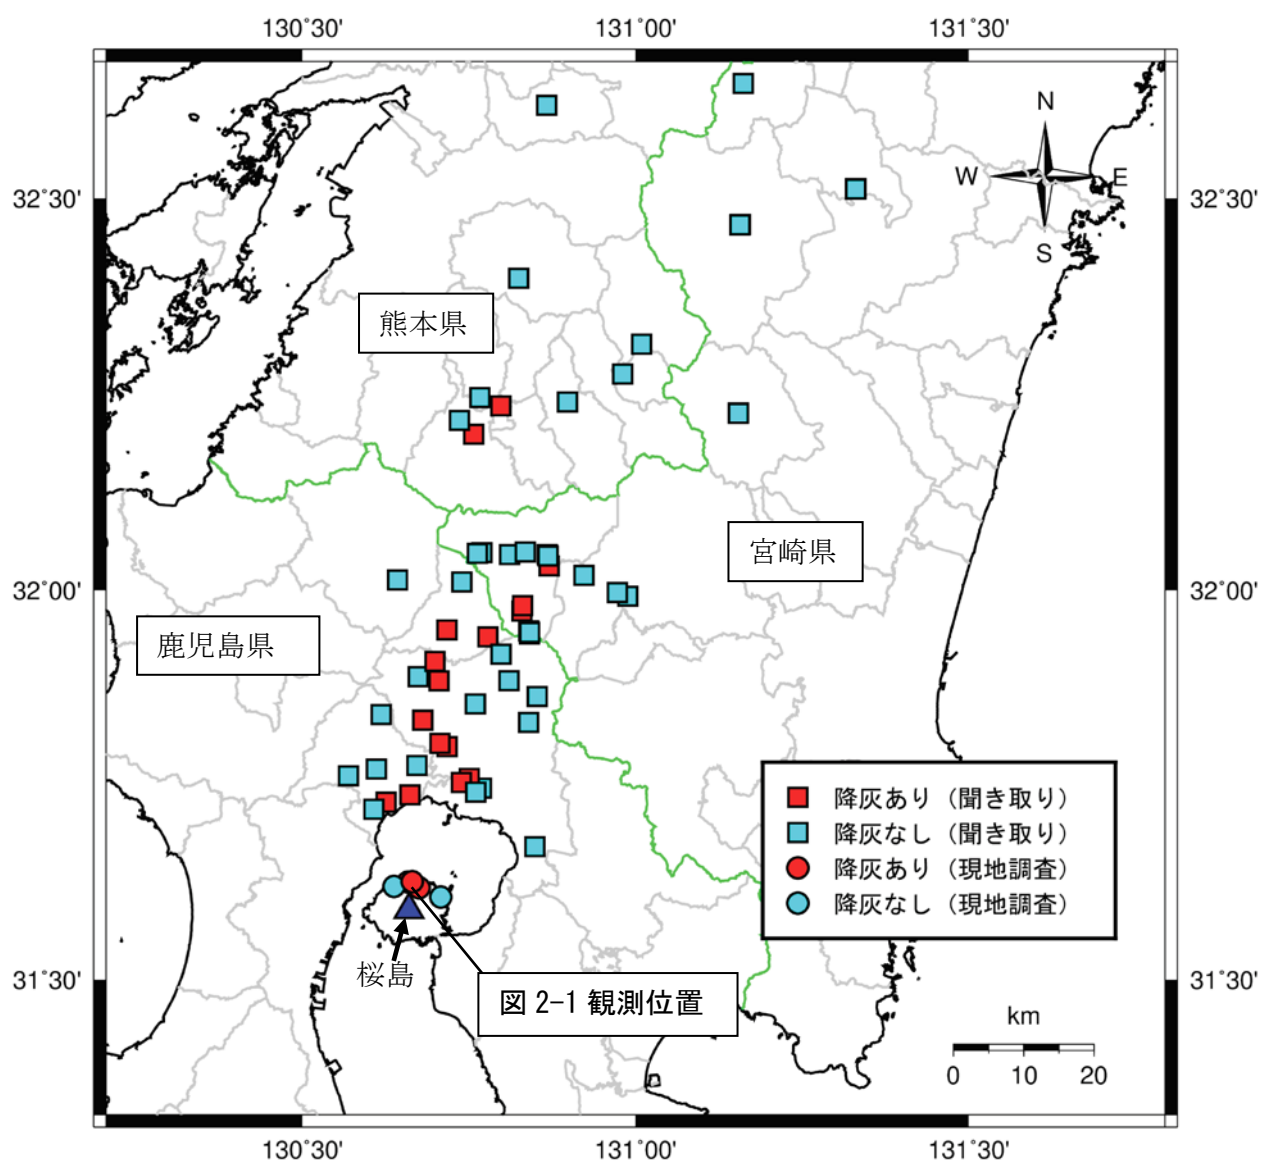 130°30'
131°00'
131°30'
N
W
E
S
32°30'
32°30'
熊本県
宮崎県
32°00'
32°00'
鹿児島県
降灰あり（聞き取り）
降灰なし（聞き取り）
降灰あり（現地調査）
降灰なし（現地調査）
桜島
図 2-1 観測位置
31°30'
31°30'
km
0
10
20
130°30'
131°00'
131°30'